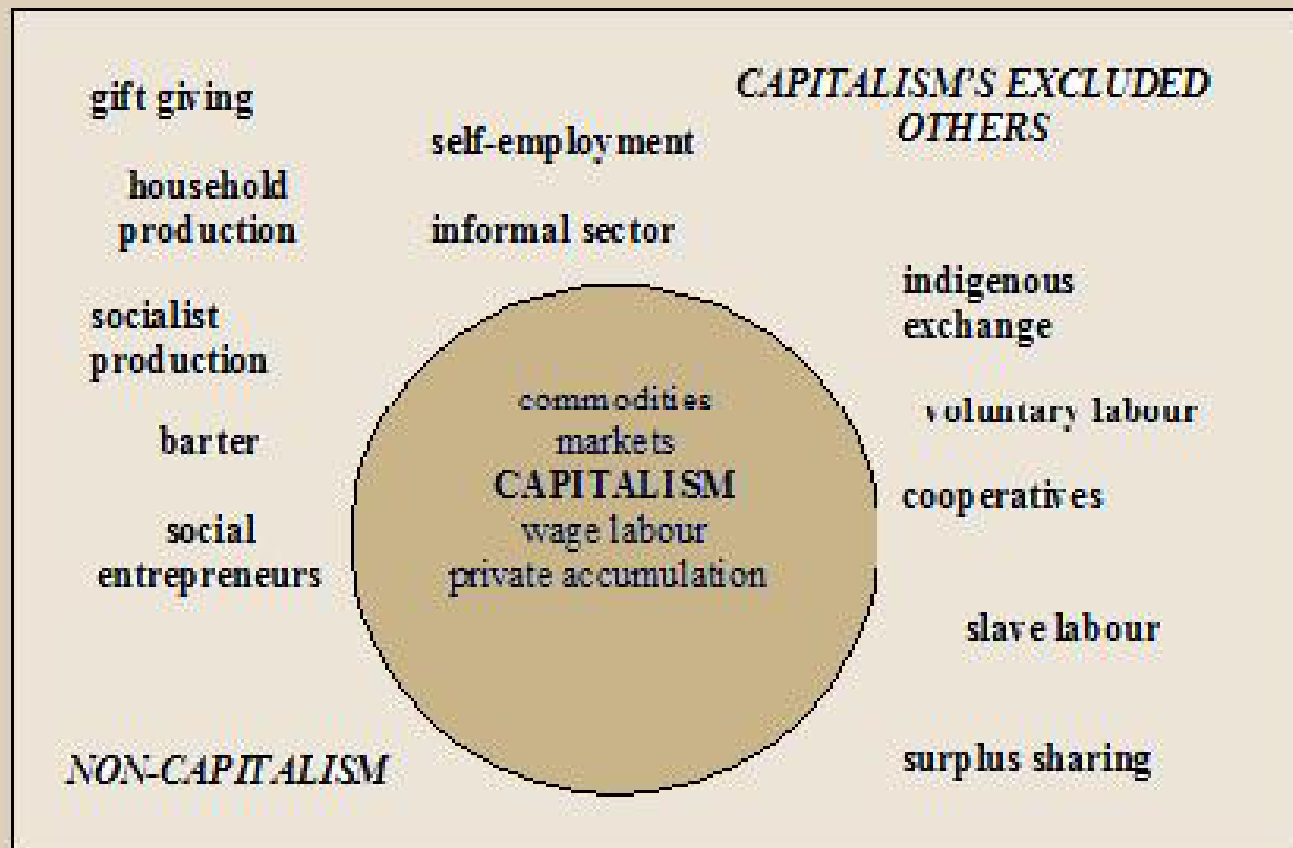 gift giving
household
production
socialist
production
barter
social
entrepreneurs
NON-CAPITALISM
self-employment
informal sector
commodities
markets
CAPITALISM
wage labour
private accumulation
CAPITALISM'S EXCLUDED
OTHERS
indigenous
exchange
voluntary labour
cooperatives
slave labour
surplus sharing